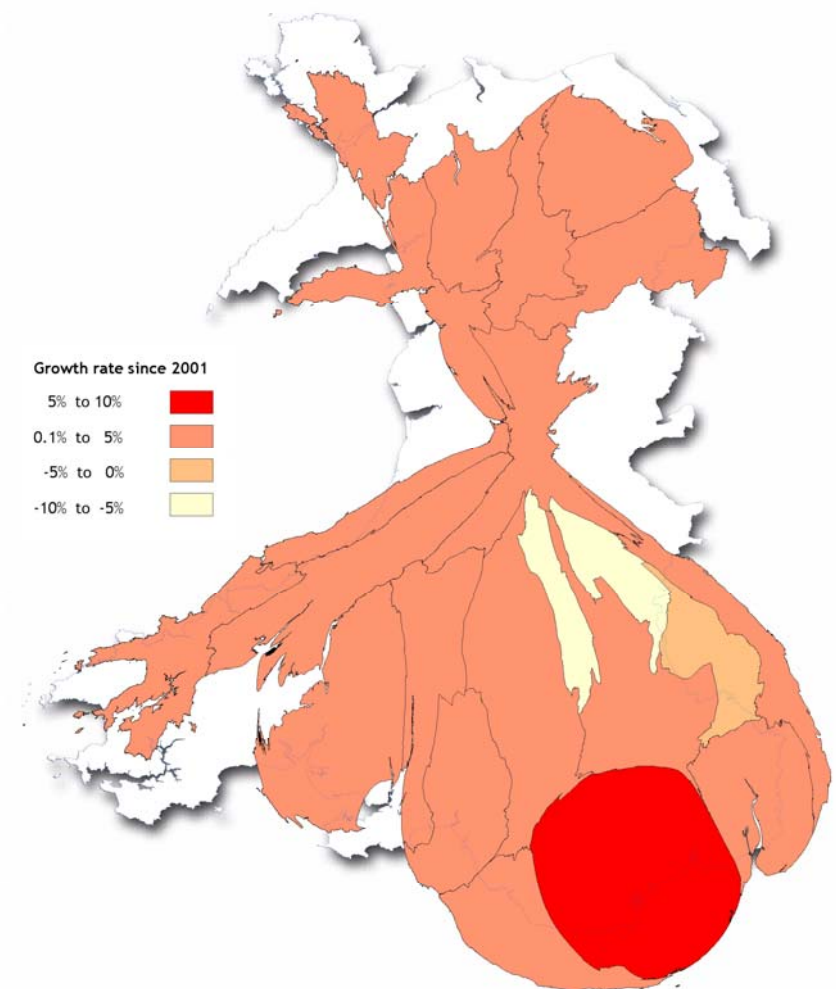 Growth rate since 2001
5% to 10%
0.1% to 5%
-5% to 0%
-10% to -5%